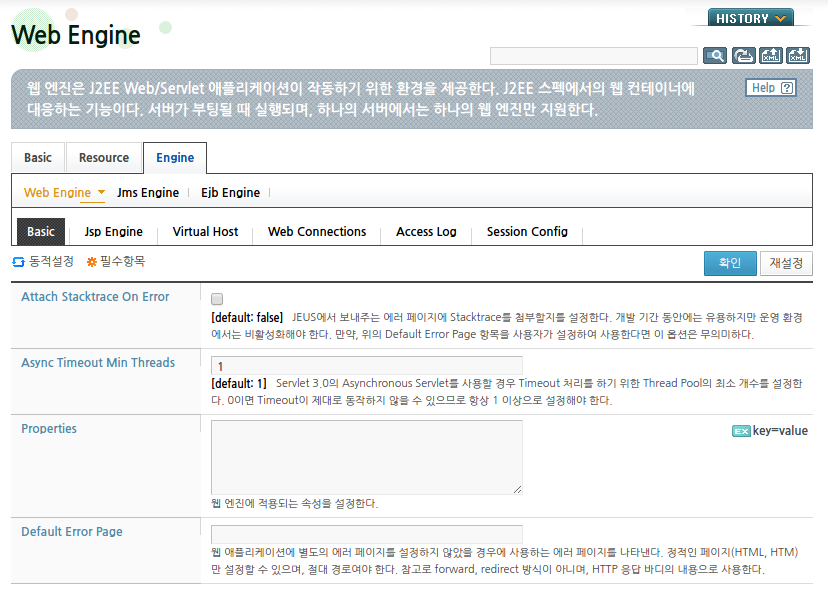 Web Engine
HISTORY
웹 엔진은 J2EE Web/Servlet 애플리케이션이 작동하기 위한 환경을 제공한다. J2EE 스펙에서의 웹 컨테이너에
대응하는 기능이다. 서버가 부팅될 때 실행되며, 하나의 서버에서는 하나의 웹 엔진만 지원한다.
Help ?
Basic Resource Engine
Web Engine Jms Engine Ejb Engine
Basic Jsp Engine Virtual Host Web Connections Access Log Session Config
동적설정 필수항목 확인 재설정
Attach Stacktrace On Error
[default: false] JEUS에서 보내주는 에러 페이지에 Stacktrace를 첨부할지를 설정한다. 개발 기간 동안에는 유용하지만 운영 환경
에서는 비활성화해야 한다. 만약, 위의 Default Error Page 항목을 사용자가 설정하여 사용한다면 이 옵션은 무의미하다.
Async Timeout Min Threads 1
[default: 1] Servlet 3.0의 Asynchronous Servlet를 사용할 경우 Timeout 처리를 하기 위한 Thread Pool의 최소 개수를 설정한
다. 0이면 Timeout이 제대로 동작하지 않을 수 있으므로 항상 1 이상으로 설정해야 한다.
Properties EX key=value
웹 엔진에 적용되는 속성을 설정한다.
Default Error Page
웹 애플리케이션에 별도의 에러 페이지를 설정하지 않았을 경우에 사용하는 에러 페이지를 나타낸다. 정적인 페이지(HTML, HTM)
만 설정할 수 있으며, 절대 경로여야 한다. 참고로 forward, redirect 방식이 아니며, HTTP 응답 바디의 내용으로 사용한다.